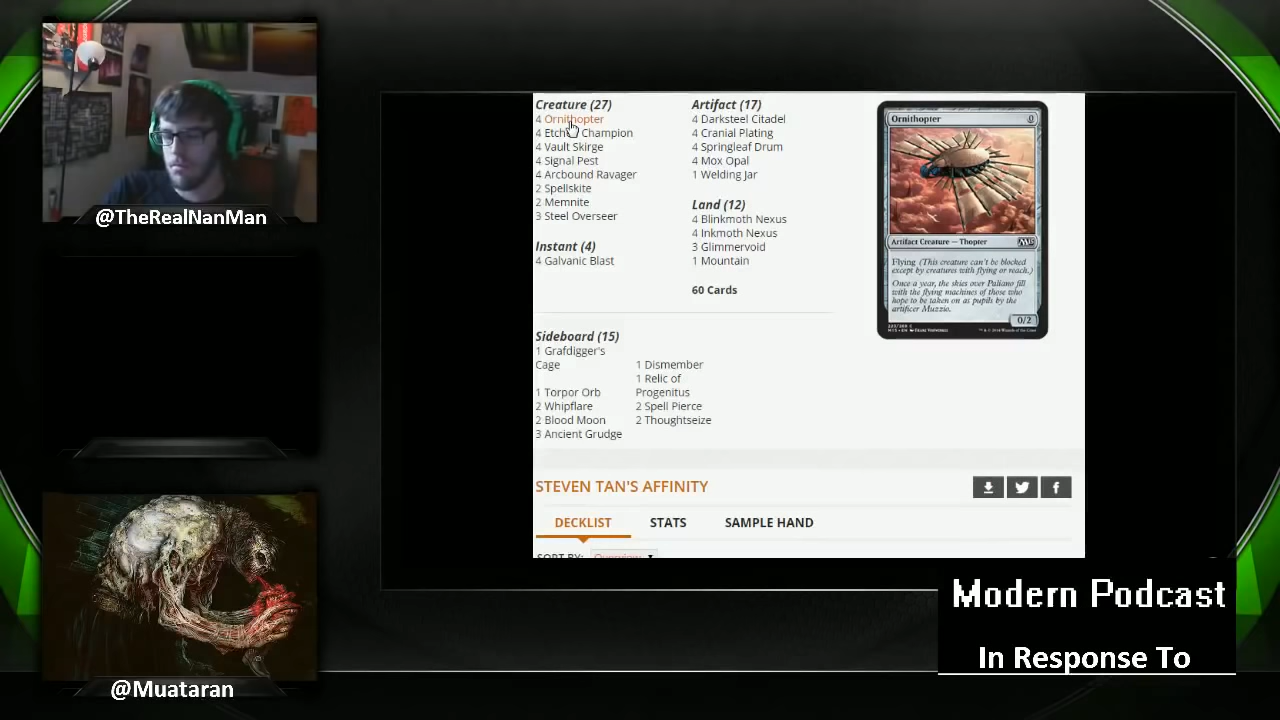 @TheRealNanMan
@Muataran
Creature (27)
4 Ornithopter
4 Etched Champion
4 Vault Skirge
4 Signal Pest
4 Arcbound Ravager
2 Spellskite
2 Memnite
3 Steel Overseer
Instant (4)
4 Galvanic Blast
Artifact (17)
4 Darksteel Citadel
4 Cranial Plating
4 Springleaf Drum
4 Mox Opal
1 Welding Jar
Land (12)
4 Blinkmoth Nexus
4 Inkmoth Nexus
3 Glimmervoid
1 Mountain
60 Cards
Sideboard (15)
1 Grafdigger's
Cage
1 Torpor Orb
2 Whipflare
2 Blood Moon
3 Ancient Grudge
1 Dismember
1 Relic of
Progenitus
2 Spell Pierce
2 Thoughtseize
Ornithopter 0
Artifact Creature — Thopter
Flying (This creature can't be blocked
except by creatures with flying or reach.)
Once a year, the skies over Paliano fill
with the flying machines of those who
hope to be taken on as pupils by the
artificer Muzzio.
0/2
STEVEN TAN'S AFFINITY
DECKLIST STATS SAMPLE HAND
SORT BY: Overview
Modern Podcast
In Response To